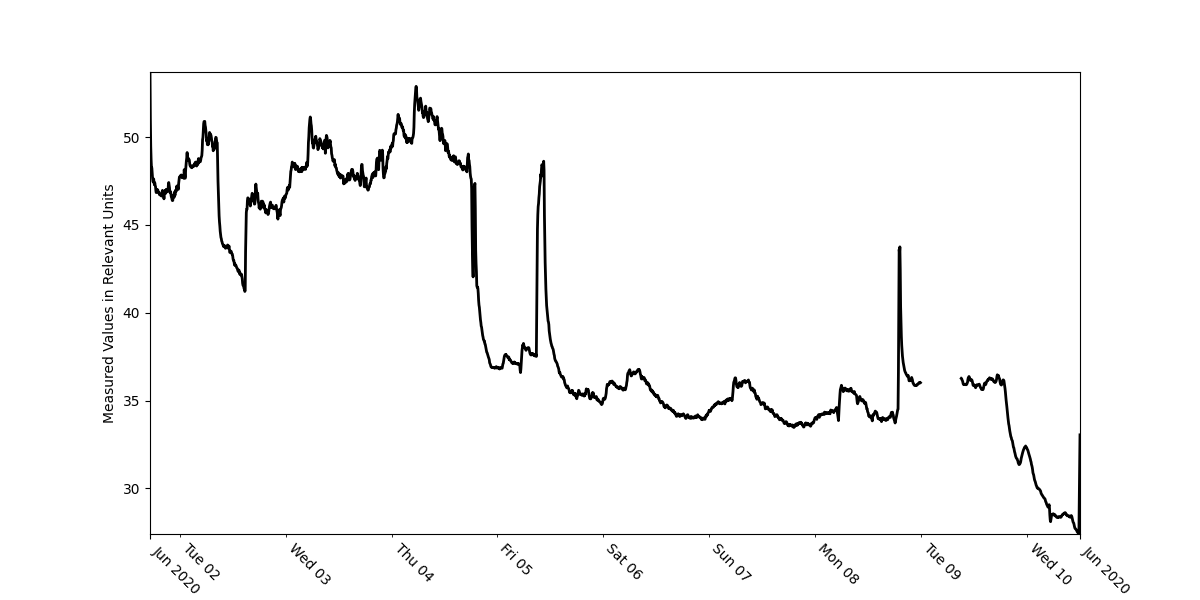 50
45
40
35
30
Measured Values in Relevant Units
Jun 2020
Tue 02
Wed 03
Thu 04
Fri 05
Sat 06
Sun 07
Mon 08
Tue 09
Wed 10
Jun 2020